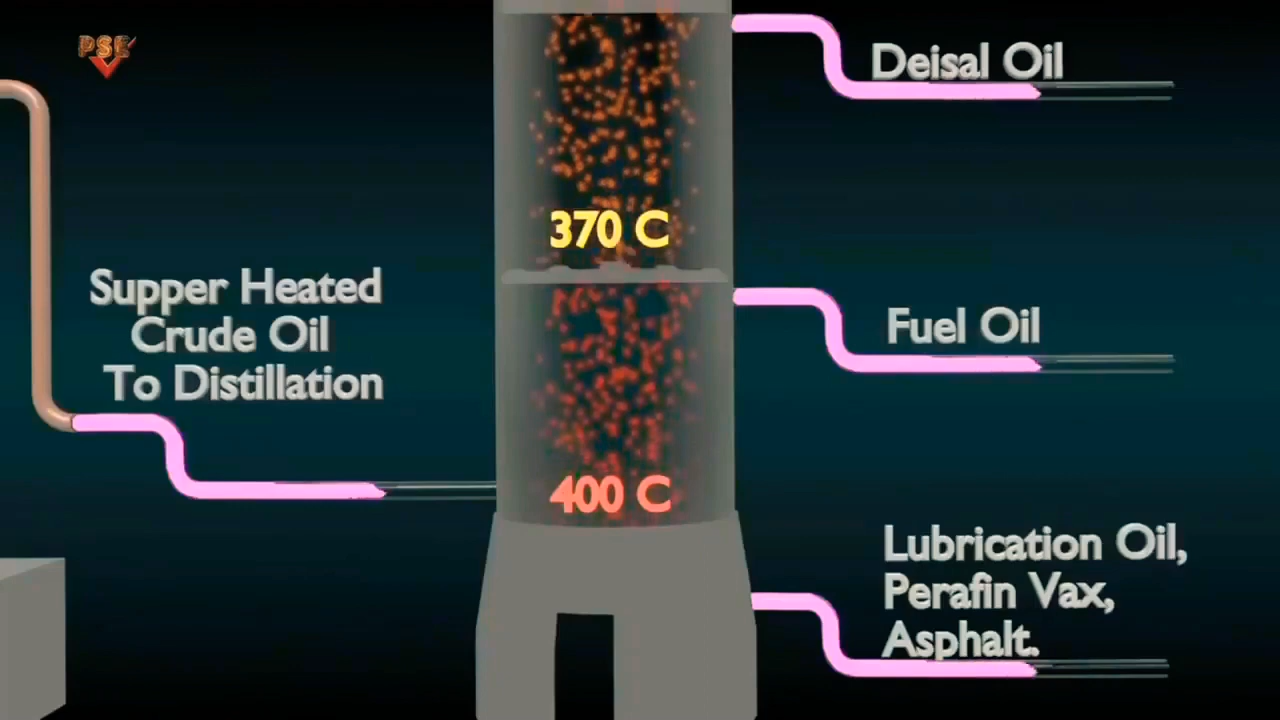 PSE
Deisal Oil
370 C
Supper Heated
Crude Oil
To Distillation
Fuel Oil
400 C
Lubrication Oil,
Perafin Vax,
Asphalt.